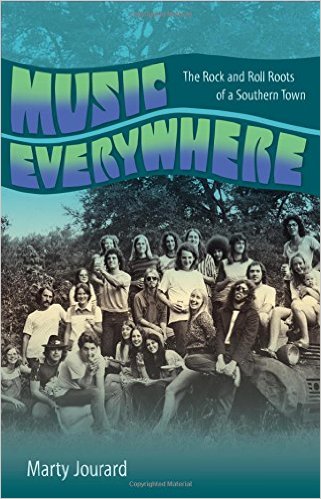 MUSIC
EVERYWHERE
The Rock and Roll Roots
of a Southern Town
Marty Jourard